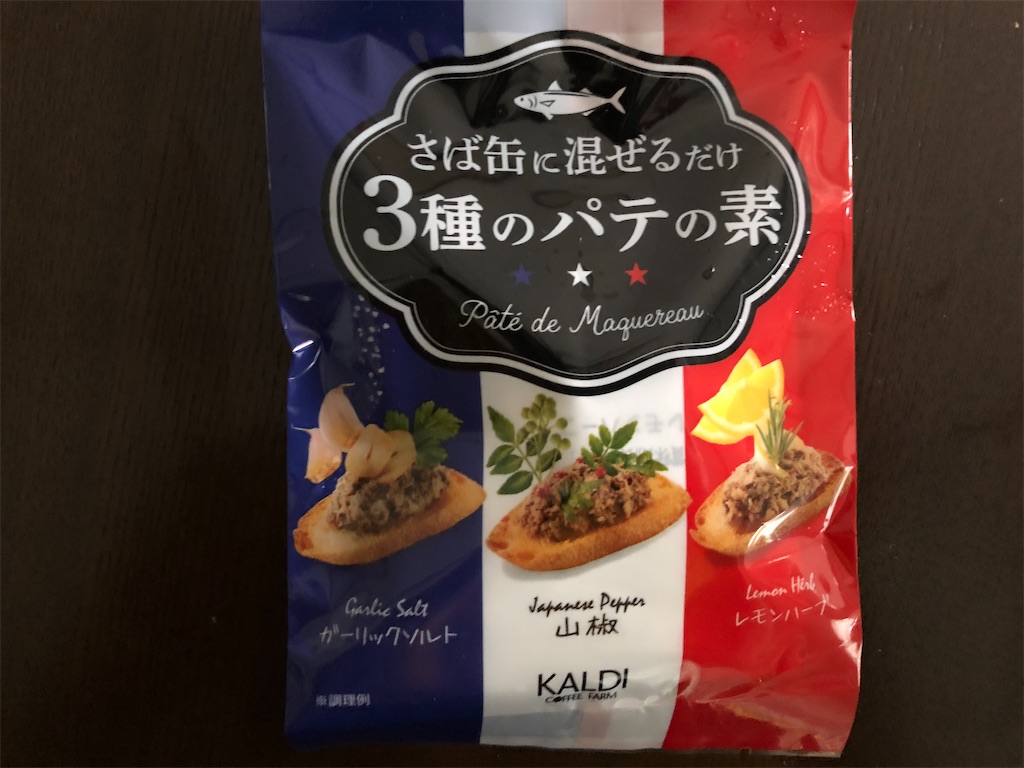 さば缶に混ぜるだけ
3種のパテの素
Pâté de Maquereau
Garlic Salt
ガーリックソルト
Japanese Pepper
山椒
Lemon Herb
レモンハーブ
KALDI
COFFEE FARM
※調理例